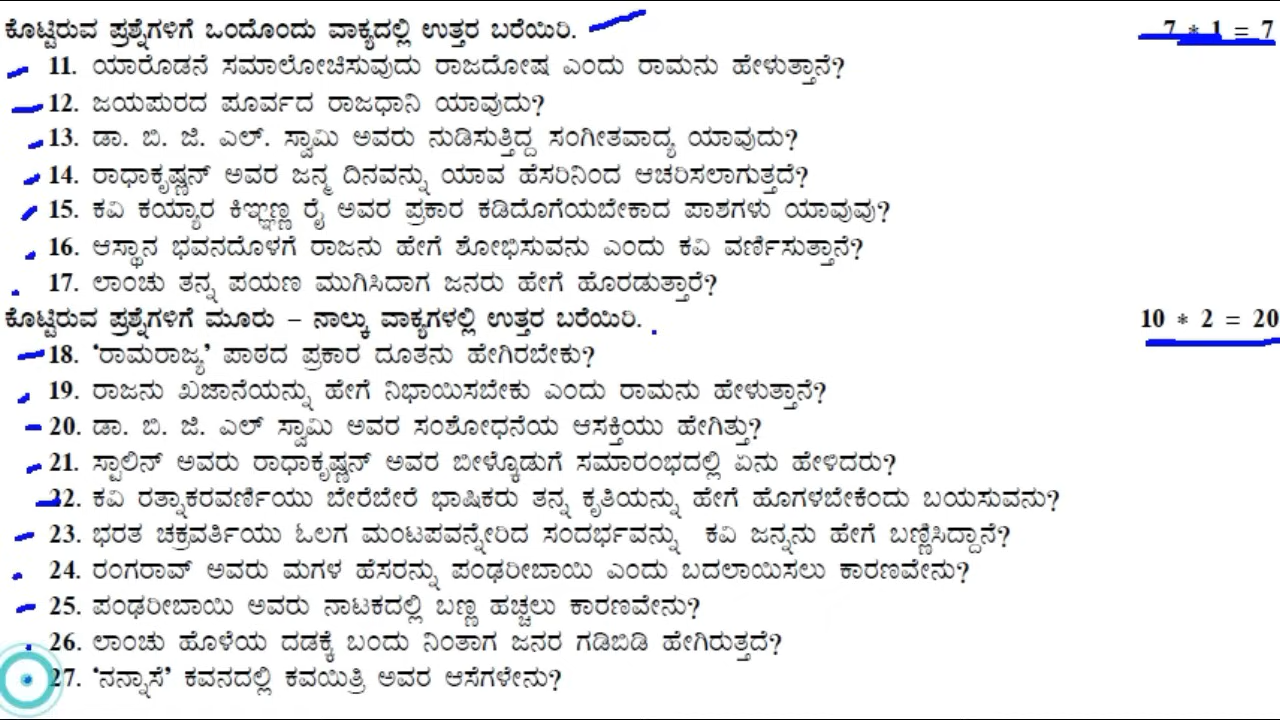 ಕೊಟ್ಟಿರುವ ಪ್ರಶ್ನೆಗಳಿಗೆ ಒಂದೊಂದು ವಾಕ್ಯದಲ್ಲಿ ಉತ್ತರ ಬರೆಯಿರಿ. 7 * 1 = 7
11. ಯಾರೊಡನೆ ಸಮಾಲೋಚಿಸುವುದು ರಾಜದೋಷ ಎಂದು ರಾಮನು ಹೇಳುತ್ತಾನೆ?
12. ಜಯಪುರದ ಪೂರ್ವದ ರಾಜಧಾನಿ ಯಾವುದು?
13. ಡಾ. ಬಿ. ಜಿ. ಎಲ್. ಸ್ವಾಮಿ ಅವರು ನುಡಿಸುತ್ತಿದ್ದ ಸಂಗೀತವಾದ್ಯ ಯಾವುದು?
14. ರಾಧಾಕೃಷ್ಣನ್ ಅವರ ಜನ್ಮ ದಿನವನ್ನು ಯಾವ ಹೆಸರಿನಿಂದ ಆಚರಿಸಲಾಗುತ್ತದೆ?
15. ಕವಿ ಕಯ್ಯಾರ ಕಿಞ್ಞಣ್ಣ ರೈ ಅವರ ಪ್ರಕಾರ ಕಡಿದೊಗೆಯಬೇಕಾದ ಪಾಶಗಳು ಯಾವುವು?
16. ಆಸ್ಥಾನ ಭವನದೊಳಗೆ ರಾಜನು ಹೇಗೆ ಶೋಭಿಸುವನು ಎಂದು ಕವಿ ವರ್ಣಿಸುತ್ತಾನೆ?
17. ಲಾಂಚು ತನ್ನ ಪಯಣ ಮುಗಿಸಿದಾಗ ಜನರು ಹೇಗೆ ಹೊರಡುತ್ತಾರೆ?
ಕೊಟ್ಟಿರುವ ಪ್ರಶ್ನೆಗಳಿಗೆ ಮೂರು – ನಾಲ್ಕು ವಾಕ್ಯಗಳಲ್ಲಿ ಉತ್ತರ ಬರೆಯಿರಿ. 10 * 2 = 20
18. ‘ರಾಮರಾಜ್ಯ’ ಪಾಠದ ಪ್ರಕಾರ ದೂತನು ಹೇಗಿರಬೇಕು?
19. ರಾಜನು ಖಜಾನೆಯನ್ನು ಹೇಗೆ ನಿಭಾಯಿಸಬೇಕು ಎಂದು ರಾಮನು ಹೇಳುತ್ತಾನೆ?
20. ಡಾ. ಬಿ. ಜಿ. ಎಲ್ ಸ್ವಾಮಿ ಅವರ ಸಂಶೋಧನೆಯ ಆಸಕ್ತಿಯು ಹೇಗಿತ್ತು?
21. ಸ್ಟಾಲಿನ್ ಅವರು ರಾಧಾಕೃಷ್ಣನ್ ಅವರ ಬೀಳ್ಕೊಡುಗೆ ಸಮಾರಂಭದಲ್ಲಿ ಏನು ಹೇಳಿದರು?
22. ಕವಿ ರತ್ನಾಕರವರ್ಣಿಯು ಬೇರೆಬೇರೆ ಭಾಷಿಕರು ತನ್ನ ಕೃತಿಯನ್ನು ಹೇಗೆ ಹೊಗಳಬೇಕೆಂದು ಬಯಸುವನು?
23. ಭರತ ಚಕ್ರವರ್ತಿಯು ಓಲಗ ಮಂಟಪವನ್ನೇರಿದ ಸಂದರ್ಭವನ್ನು ಕವಿ ಜನ್ನನು ಹೇಗೆ ಬಣ್ಣಿಸಿದ್ದಾನೆ?
24. ರಂಗರಾವ್ ಅವರು ಮಗಳ ಹೆಸರನ್ನು ಪಂಢರೀಬಾಯಿ ಎಂದು ಬದಲಾಯಿಸಲು ಕಾರಣವೇನು?
25. ಪಂಢರೀಬಾಯಿ ಅವರು ನಾಟಕದಲ್ಲಿ ಬಣ್ಣ ಹಚ್ಚಲು ಕಾರಣವೇನು?
26. ಲಾಂಚು ಹೊಳೆಯ ದಡಕ್ಕೆ ಬಂದು ನಿಂತಾಗ ಜನರ ಗಡಿಬಿಡಿ ಹೇಗಿರುತ್ತದೆ?
27. ‘ನನ್ನಾಸೆ’ ಕವನದಲ್ಲಿ ಕವಯಿತ್ರಿ ಅವರ ಆಸೆಗಳೇನು?